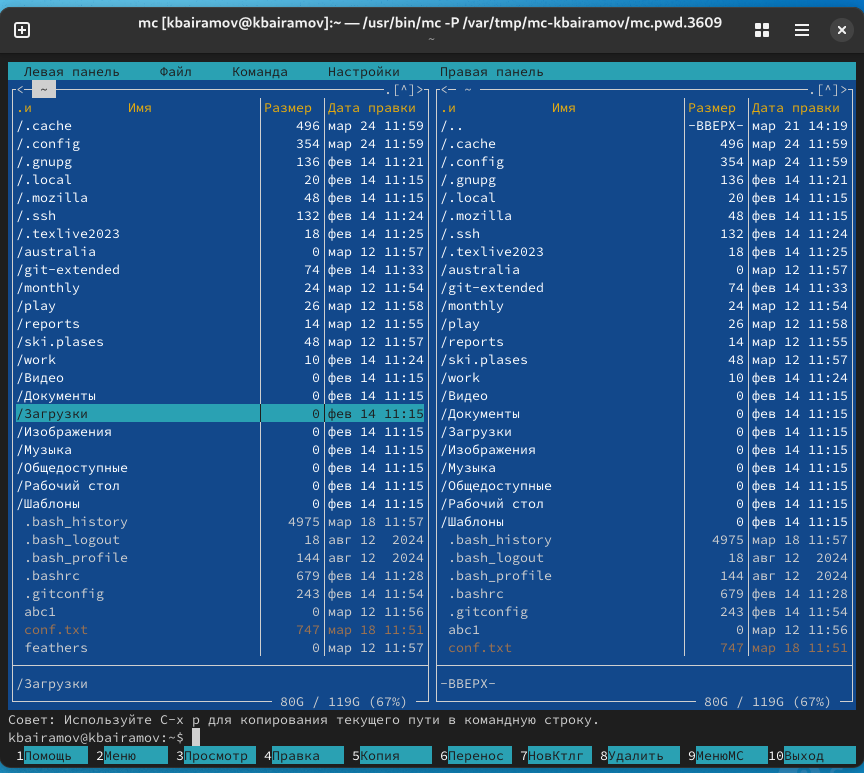 mc [kbairamov@kbairamov]:~ — /usr/bin/mc -P /var/tmp/mc-kbairamov/mc.pwd.3609
~
Левая панель Файл Команда Настройки Правая панель
<— ~ .[^]> <— ~ .[^]>
.и Имя Размер Дата правки .и Имя Размер Дата правки
/.cache 496 мар 24 11:59 /.. -ВВЕРХ- мар 21 14:19
/.config 354 мар 24 11:59 /.cache 496 мар 24 11:59
/.gnupg 136 фев 14 11:21 /.config 354 мар 24 11:59
/.local 20 фев 14 11:15 /.gnupg 136 фев 14 11:21
/.mozilla 48 фев 14 11:15 /.local 20 фев 14 11:15
/.ssh 132 фев 14 11:24 /.mozilla 48 фев 14 11:15
/.texlive2023 18 фев 14 11:25 /.ssh 132 фев 14 11:24
/australia 0 мар 12 11:57 /.texlive2023 18 фев 14 11:25
/git-extended 74 фев 14 11:33 /australia 0 мар 12 11:57
/monthly 24 мар 12 11:54 /git-extended 74 фев 14 11:33
/play 26 мар 12 11:58 /monthly 24 мар 12 11:54
/reports 14 мар 12 11:55 /play 26 мар 12 11:58
/ski.plases 48 мар 12 11:57 /reports 14 мар 12 11:55
/work 10 фев 14 11:24 /ski.plases 48 мар 12 11:57
/Видео 0 фев 14 11:15 /work 10 фев 14 11:24
/Документы 0 фев 14 11:15 /Видео 0 фев 14 11:15
/Загрузки 0 фев 14 11:15 /Документы 0 фев 14 11:15
/Изображения 0 фев 14 11:15 /Загрузки 0 фев 14 11:15
/Музыка 0 фев 14 11:15 /Изображения 0 фев 14 11:15
/Общедоступные 0 фев 14 11:15 /Музыка 0 фев 14 11:15
/Рабочий стол 0 фев 14 11:15 /Общедоступные 0 фев 14 11:15
/Шаблоны 0 фев 14 11:15 /Рабочий стол 0 фев 14 11:15
.bash_history 4975 мар 18 11:57 /Шаблоны 0 фев 14 11:15
.bash_logout 18 авг 12 2024 .bash_history 4975 мар 18 11:57
.bash_profile 144 авг 12 2024 .bash_logout 18 авг 12 2024
.bashrc 679 фев 14 11:28 .bash_profile 144 авг 12 2024
.gitconfig 243 фев 14 11:54 .bashrc 679 фев 14 11:28
abc1 0 мар 12 11:56 .gitconfig 243 фев 14 11:54
conf.txt 747 мар 18 11:51 abc1 0 мар 12 11:56
feathers 0 мар 12 11:57 conf.txt 747 мар 18 11:51
/Загрузки -ВВЕРХ-
80G / 119G (67%) 80G / 119G (67%)
Совет: Используйте C-x p для копирования текущего пути в командную строку.
kbairamov@kbairamov:~$
1Помощь 2Меню 3Просмотр 4Правка 5Копия 6Перенос 7НовКтлг 8Удалить 9МенюМС 10Выход